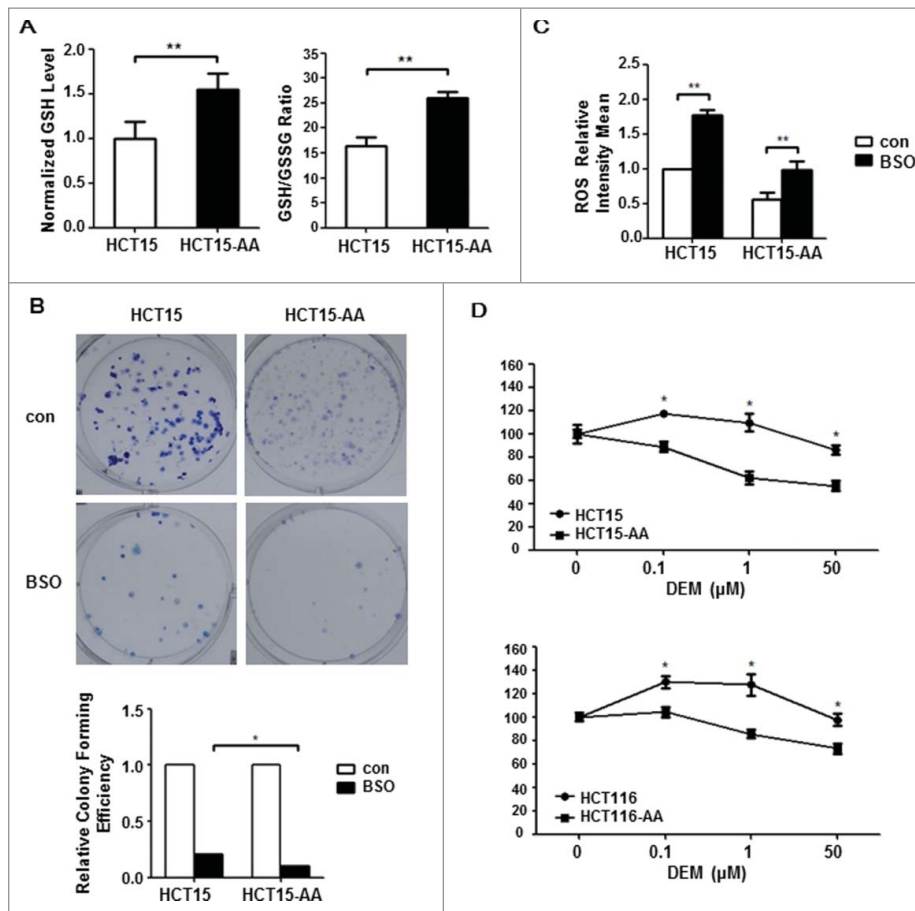 A
Normalized GSH Level
2.0
1.5
1.0
0.5
0.0
**
HCT15
HCT15-AA
GSH/GSSG Ratio
35
30
25
20
15
10
5
0
**
HCT15
HCT15-AA
C
ROS Relative
Intensity Mean
2.5
2.0
1.5
1.0
0.5
0.0
**
**
HCT15
HCT15-AA
con
BSO
B
HCT15
HCT15-AA
con
BSO
Relative Colony Forming
Efficiency
1.5
1.0
0.5
0.0
*
HCT15
HCT15-AA
con
BSO
D
160
140
120
100
80
60
40
20
0
*
*
*
HCT15
HCT15-AA
0
0.1
1
50
DEM (µM)
160
140
120
100
80
60
40
20
0
*
*
*
HCT116
HCT116-AA
0
0.1
1
50
DEM (µM)